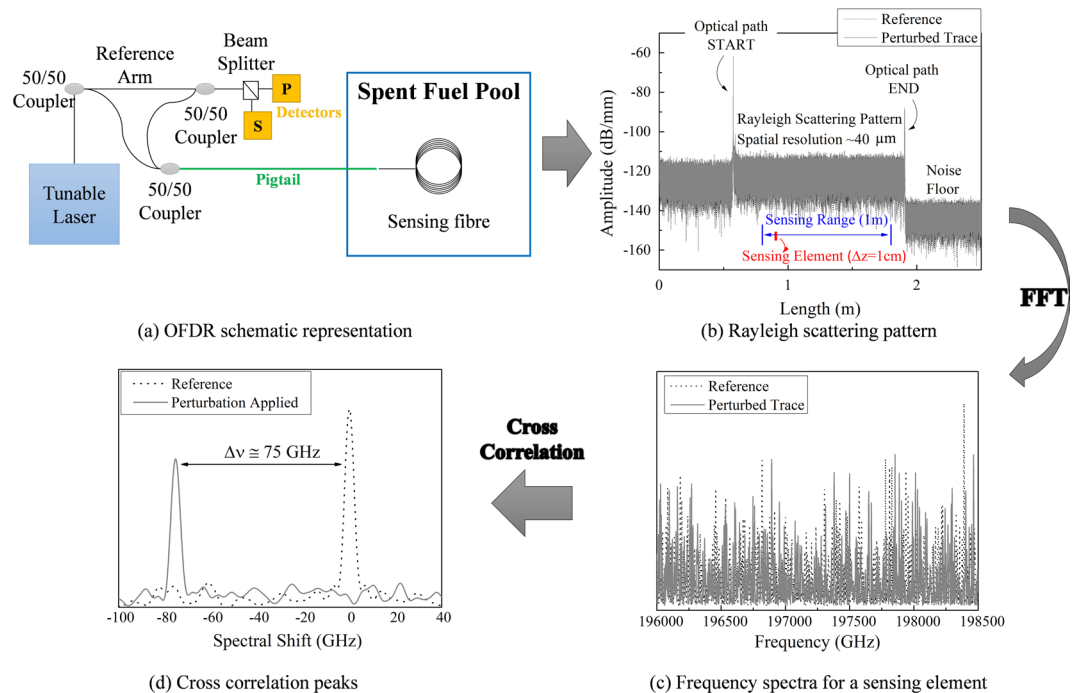 Reference
Arm
Beam
Splitter
50/50
Coupler
50/50
Coupler
P
S
Detectors
50/50
Coupler
Pigtail
Tunable
Laser
Spent Fuel Pool
Sensing fibre
(a) OFDR schematic representation
Reference
Perturbed Trace
Optical path
START
Optical path
END
Rayleigh Scattering Pattern
Spatial resolution ~40 μm
Noise
Floor
Sensing Range (1m)
Sensing Element (Δz=1cm)
Amplitude (dB/mm)
-60
-80
-100
-120
-140
-160
0
1
2
Length (m)
(b) Rayleigh scattering pattern
FFT
Reference
Perturbed Trace
196000
196500
197000
197500
198000
198500
Frequency (GHz)
(c) Frequency spectra for a sensing element
Cross
Correlation
Reference
Perturbation Applied
Δν ≅ 75 GHz
-100
-80
-60
-40
-20
0
20
40
Spectral Shift (GHz)
(d) Cross correlation peaks